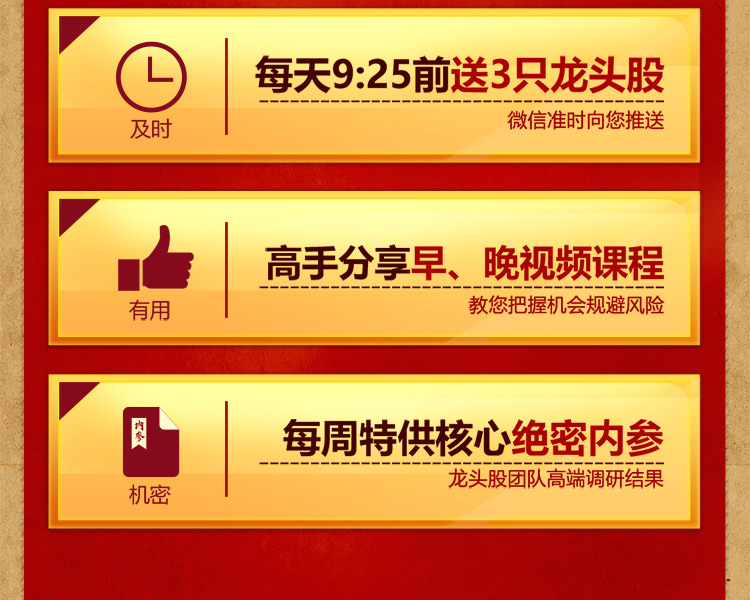 每天9:25前送3只龙头股
及时
微信准时向您推送
高手分享早、晚视频课程
有用
教您把握机会规避风险
内参
每周特供核心绝密内参
机密
龙头股团队高端调研结果